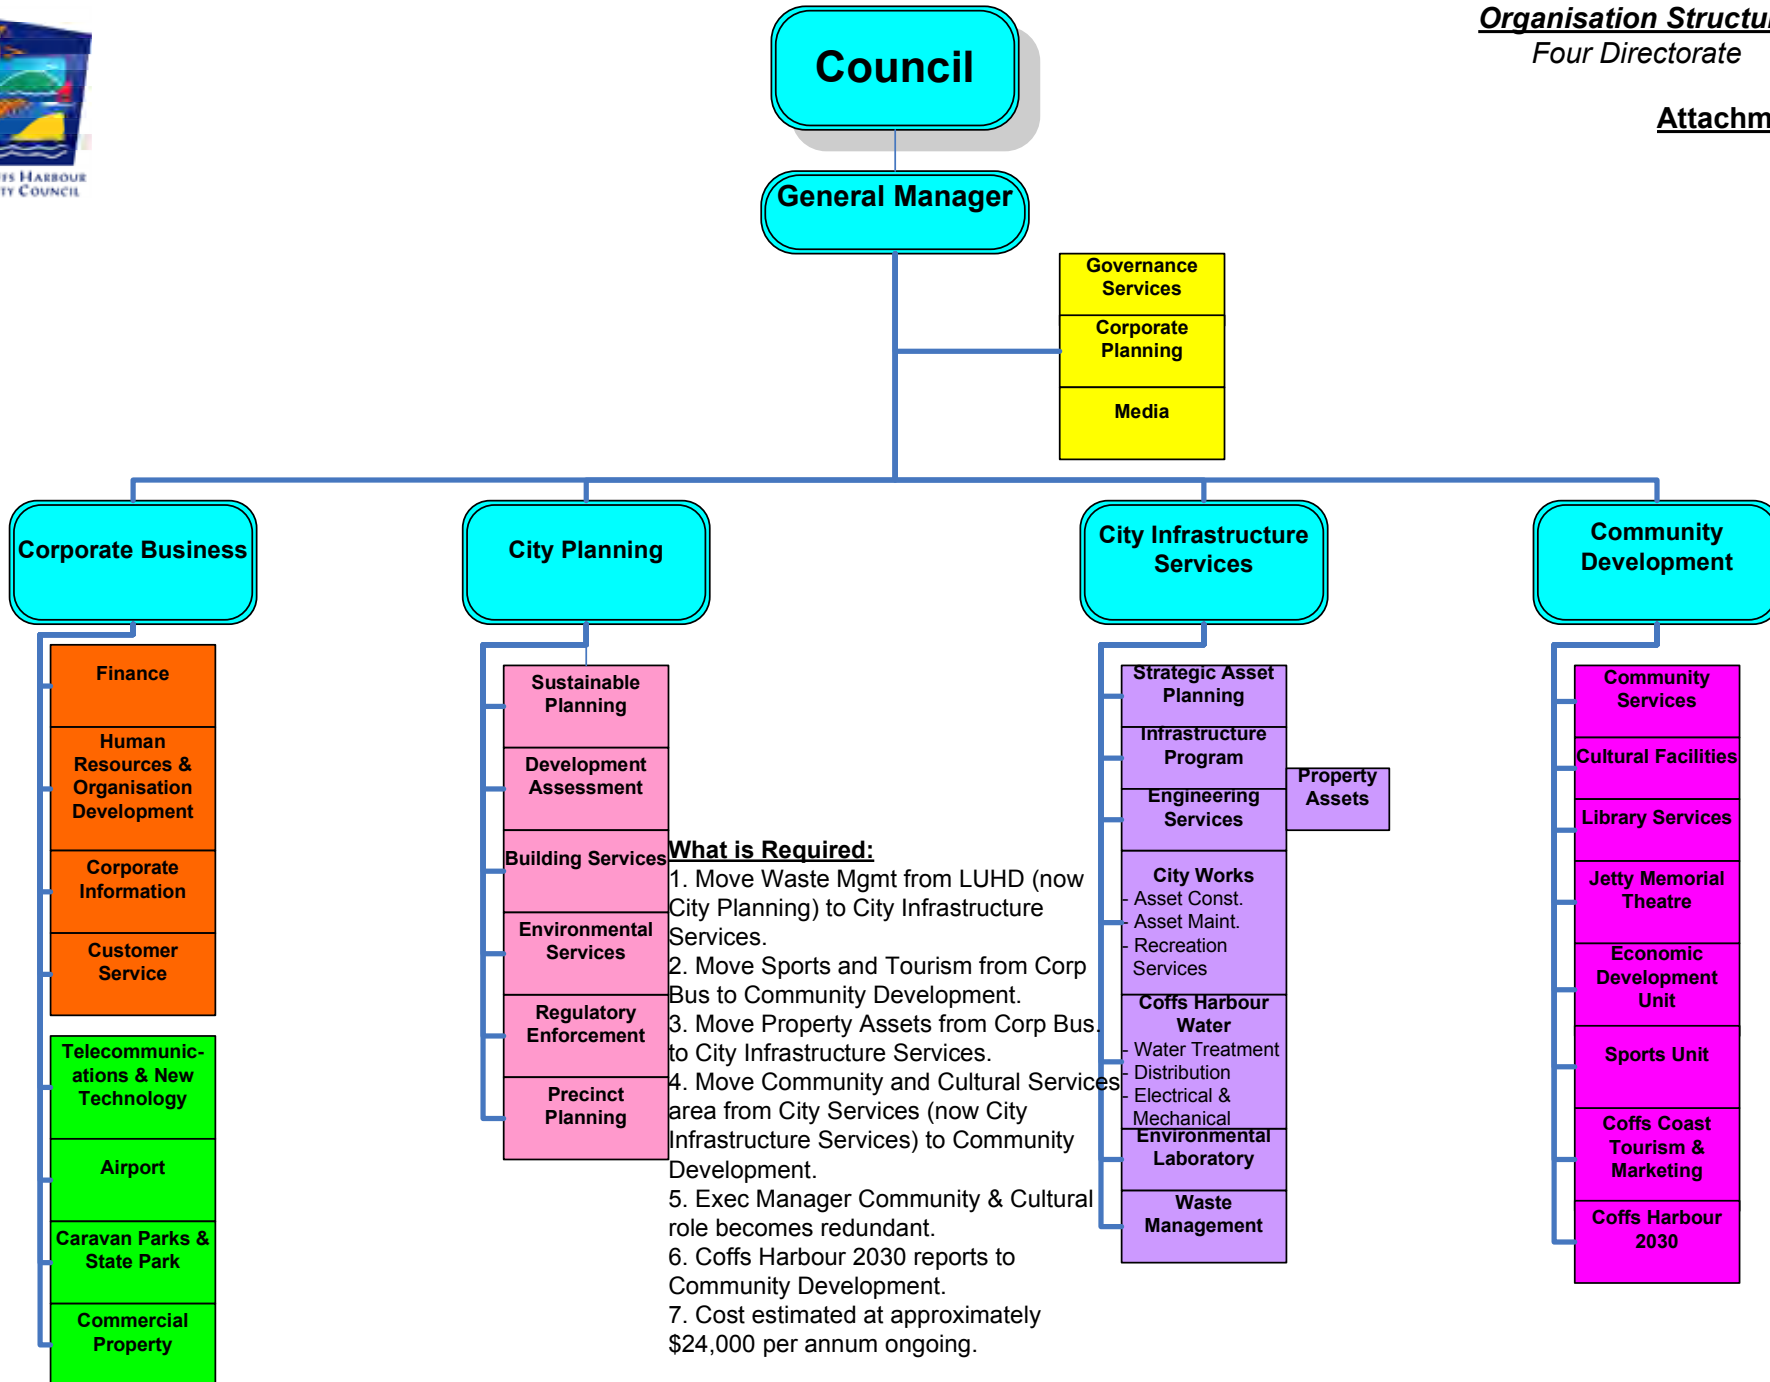 Organisation Structu
Four Directorate
Attachm
FFS HARBOUR
TY COUNCIL
Council
General Manager
Governance
Services
Corporate
Planning
Media
Corporate Business
City Planning
City Infrastructure
Services
Community
Development
Finance
Human
Resources &
Organisation
Development
Corporate
Information
Customer
Service
Telecommunic-
ations & New
Technology
Airport
Caravan Parks &
State Park
Commercial
Property
Sustainable
Planning
Development
Assessment
Building Services
Environmental
Services
Regulatory
Enforcement
Precinct
Planning
What is Required:
1. Move Waste Mgmt from LUHD (now
City Planning) to City Infrastructure
Services.
2. Move Sports and Tourism from Corp
Bus to Community Development.
3. Move Property Assets from Corp Bus.
to City Infrastructure Services.
4. Move Community and Cultural Services
area from City Services (now City
Infrastructure Services) to Community
Development.
5. Exec Manager Community & Cultural
role becomes redundant.
6. Coffs Harbour 2030 reports to
Community Development.
7. Cost estimated at approximately
$24,000 per annum ongoing.
Strategic Asset
Planning
Infrastructure
Program
Engineering
Services
Property
Assets
City Works
- Asset Const.
- Asset Maint.
- Recreation
Services
Coffs Harbour
Water
- Water Treatment
- Distribution
- Electrical &
Mechanical
Environmental
Laboratory
Waste
Management
Community
Services
Cultural Facilities
Library Services
Jetty Memorial
Theatre
Economic
Development
Unit
Sports Unit
Coffs Coast
Tourism &
Marketing
Coffs Harbour
2030